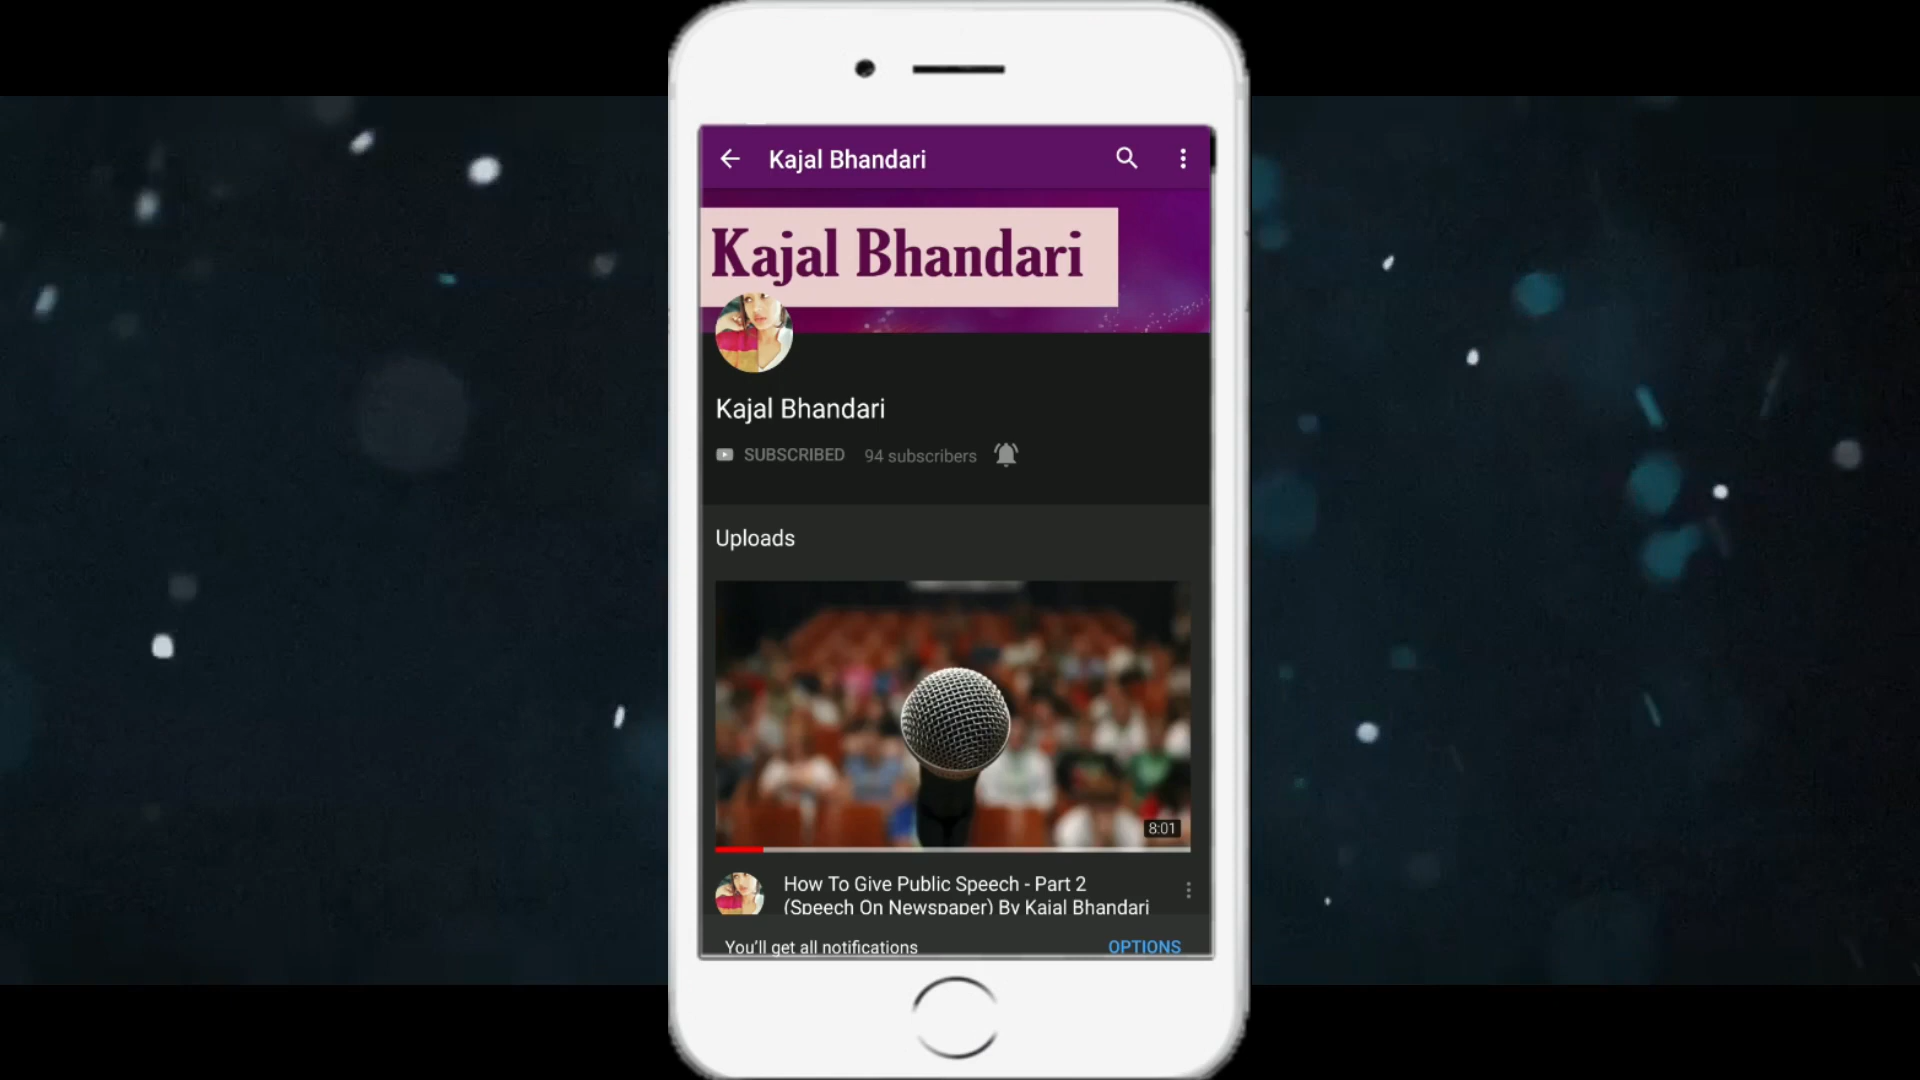 Kajal Bhandari
Kajal Bhandari
Kajal Bhandari
SUBSCRIBED 94 subscribers
Uploads
8:01
How To Give Public Speech - Part 2
(Speech On Newspaper) By Kajal Bhandari
You'll get all notifications OPTIONS